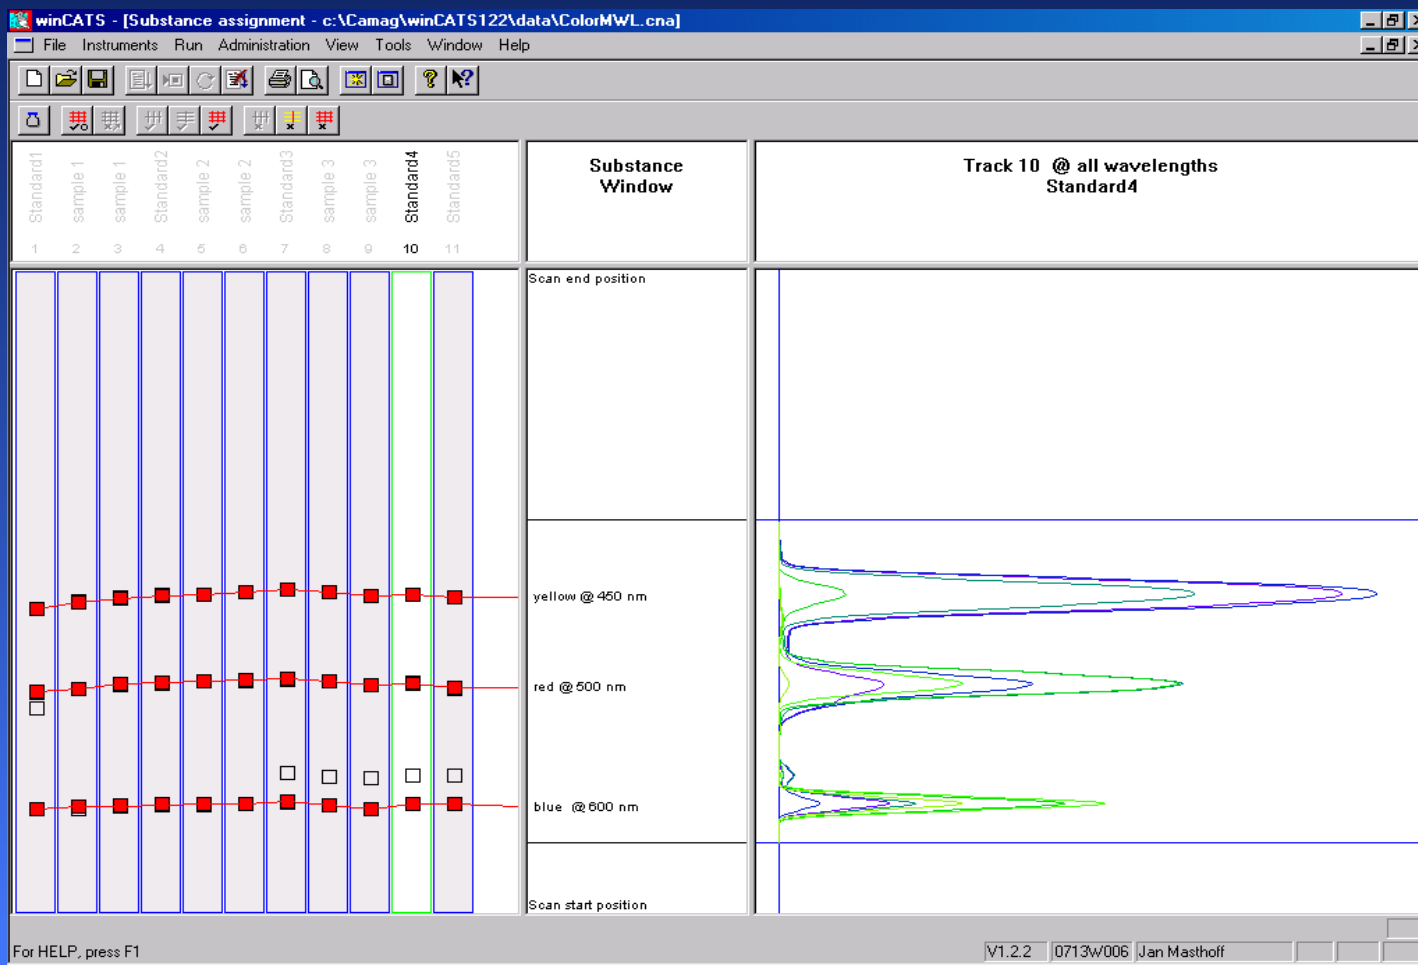 winCATS - [Substance assignment - c:\Camag\winCATS122\data\ColorMWL.cna]
File Instruments Run Administration View Tools Window Help
Standard1 sample 1 sample 1 Standard2 sample 2 sample 2 Standard3 sample 3 sample 3 Standard4 Standard5
1 2 3 4 5 6 7 8 9 10 11
Substance
Window
Track 10 @ all wavelengths
Standard4
Scan end position
yellow @ 450 nm
red @ 500 nm
blue @ 600 nm
Scan start position
For HELP, press F1
V1.2.2 0713W006 Jan Masthoff